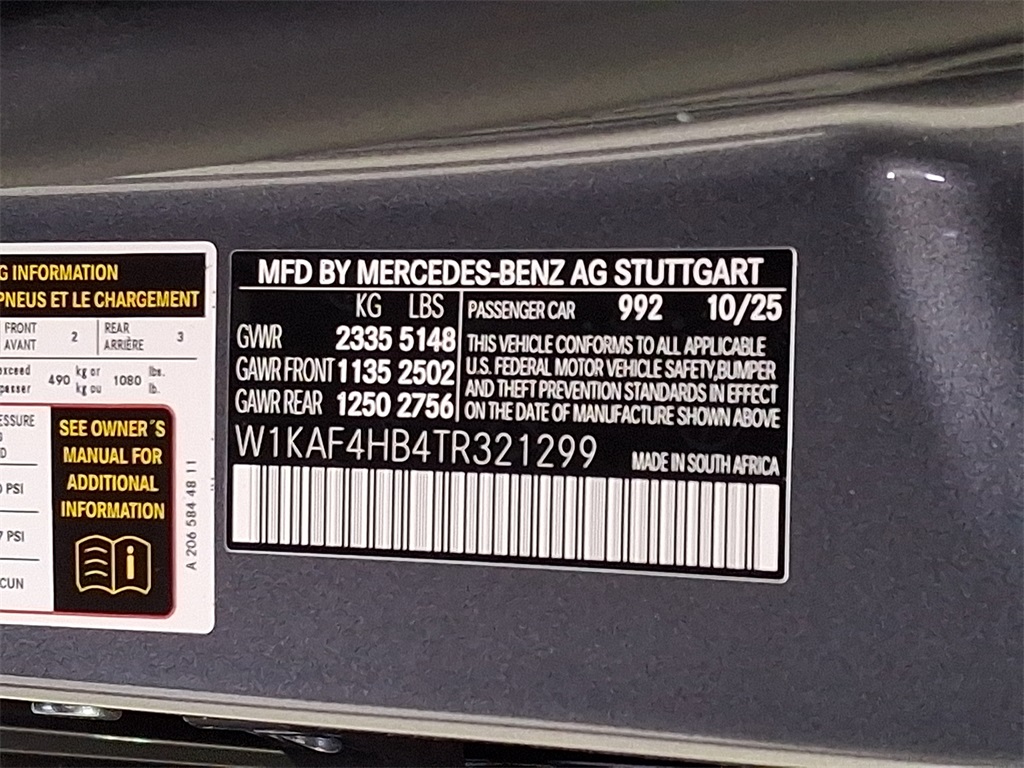 G INFORMATION
PNEUS ET LE CHARGEMENT
FRONT 2 REAR 3
AVANT ARRIÈRE
exceed 490 kg or 1080 lbs.
passer kg ou lb.
ESSURE
D
PSI
7 PSI
CUN
SEE OWNER´S
MANUAL FOR
ADDITIONAL
INFORMATION
i
A 206 584 48 11
MFD BY MERCEDES-BENZ AG STUTTGART
KG LBS
GVWR 2335 5148
GAWR FRONT 1135 2502
GAWR REAR 1250 2756
PASSENGER CAR 992 10/25
THIS VEHICLE CONFORMS TO ALL APPLICABLE
U.S. FEDERAL MOTOR VEHICLE SAFETY,BUMPER
AND THEFT PREVENTION STANDARDS IN EFFECT
ON THE DATE OF MANUFACTURE SHOWN ABOVE
W1KAF4HB4TR321299
MADE IN SOUTH AFRICA